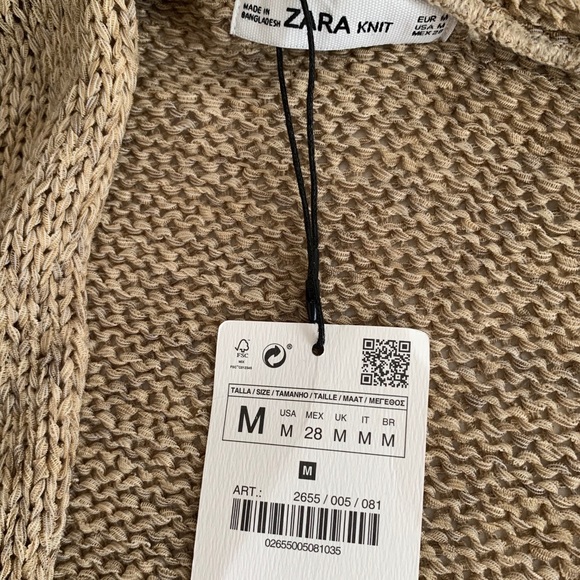 MADE IN
BANGLADESH
ZARA KNIT
EUR M
USA M
MEX 28
FSC
TALLA / SIZE / TAMANHO / TAILLE / MAAT / ΜΕΓΕΘΟΣ
M
USA MEX UK IT BR
M 28 M M M
M
ART.: 2655 / 005 / 081
02655005081035